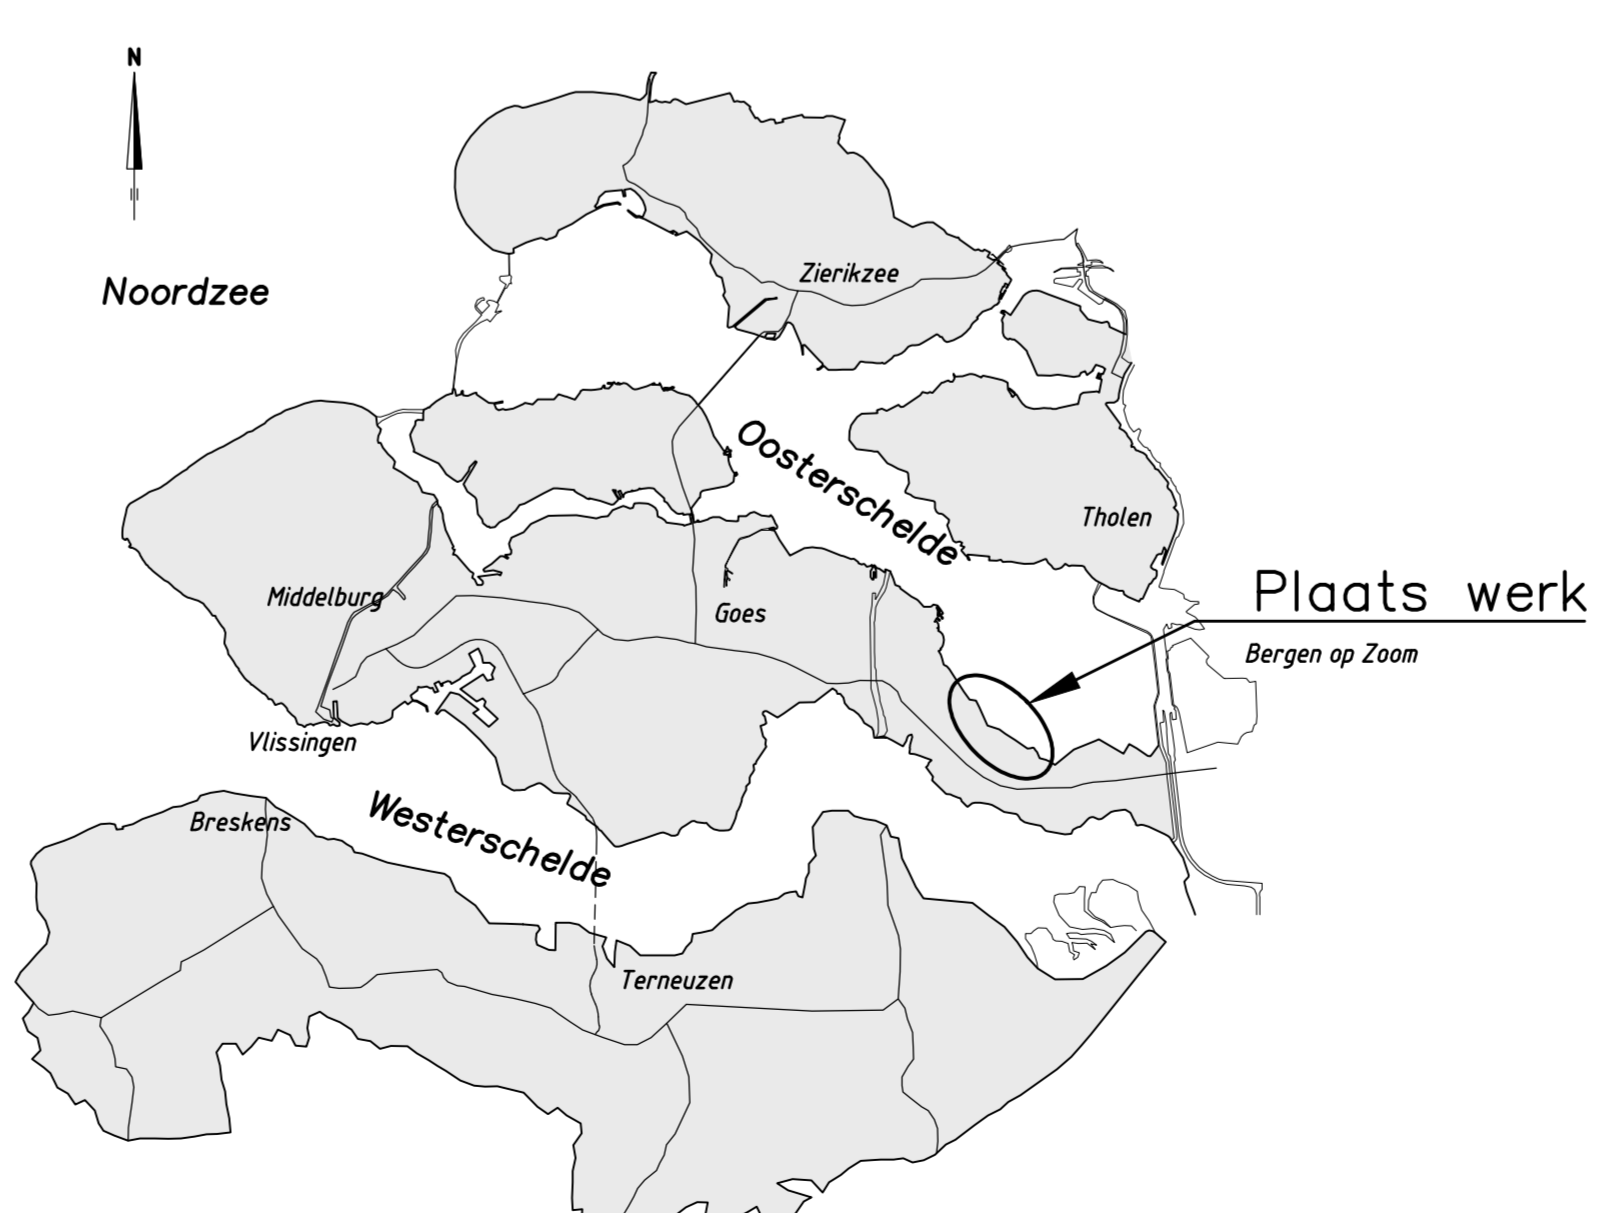 N
Noordzee
Zierikzee
Oosterschelde
Tholen
Plaats werk
Middelburg
Goes
Bergen op Zoom
Vlissingen
Westerschelde
Breskens
Terneuzen